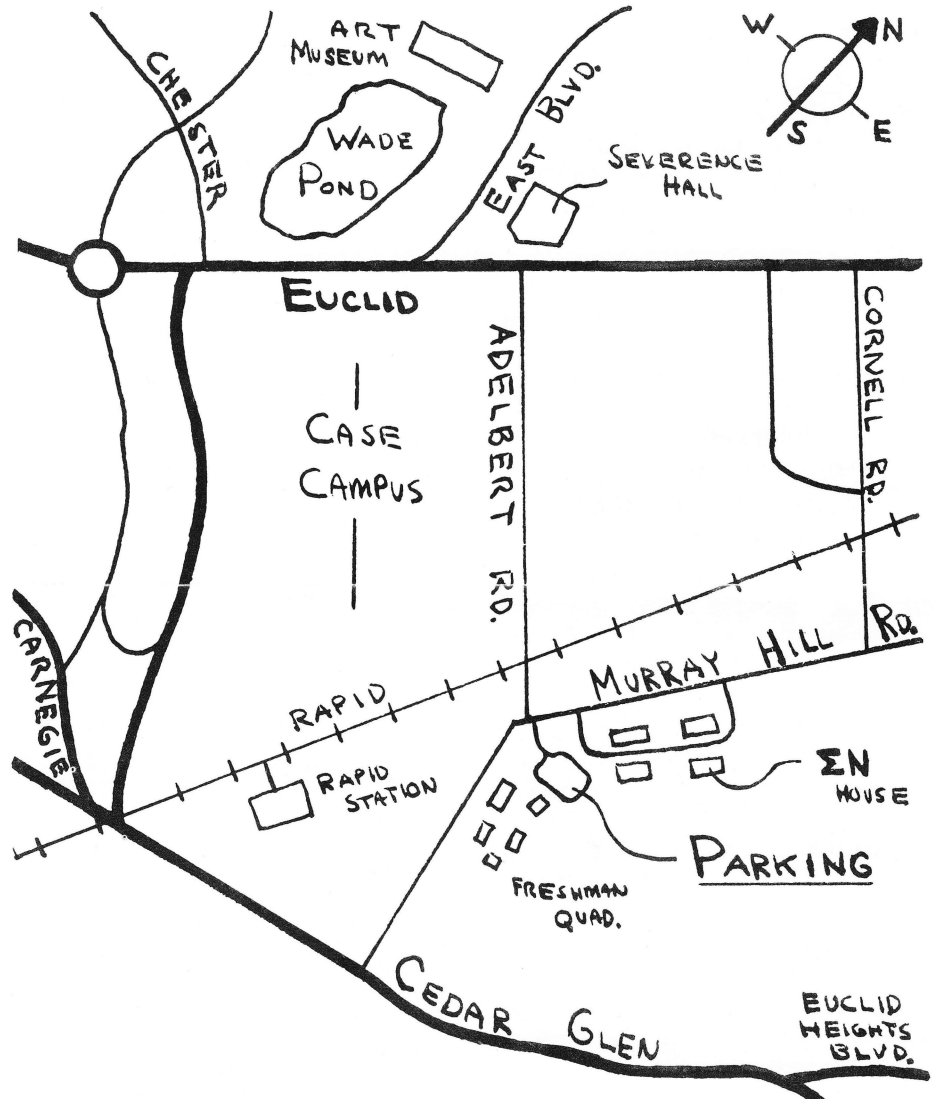 ART
MUSEUM
W
N
S
E
CHESTER
WADE
POND
EAST BLVD.
SEVERENCE
HALL
EUCLID
ADELBERT RD.
CORNELL RD.
CASE
CAMPUS
CARNEGIE
MURRAY HILL RD.
RAPID
RAPID
STATION
ΣN
HOUSE
PARKING
FRESHMAN
QUAD.
CEDAR GLEN
EUCLID
HEIGHTS
BLVD.